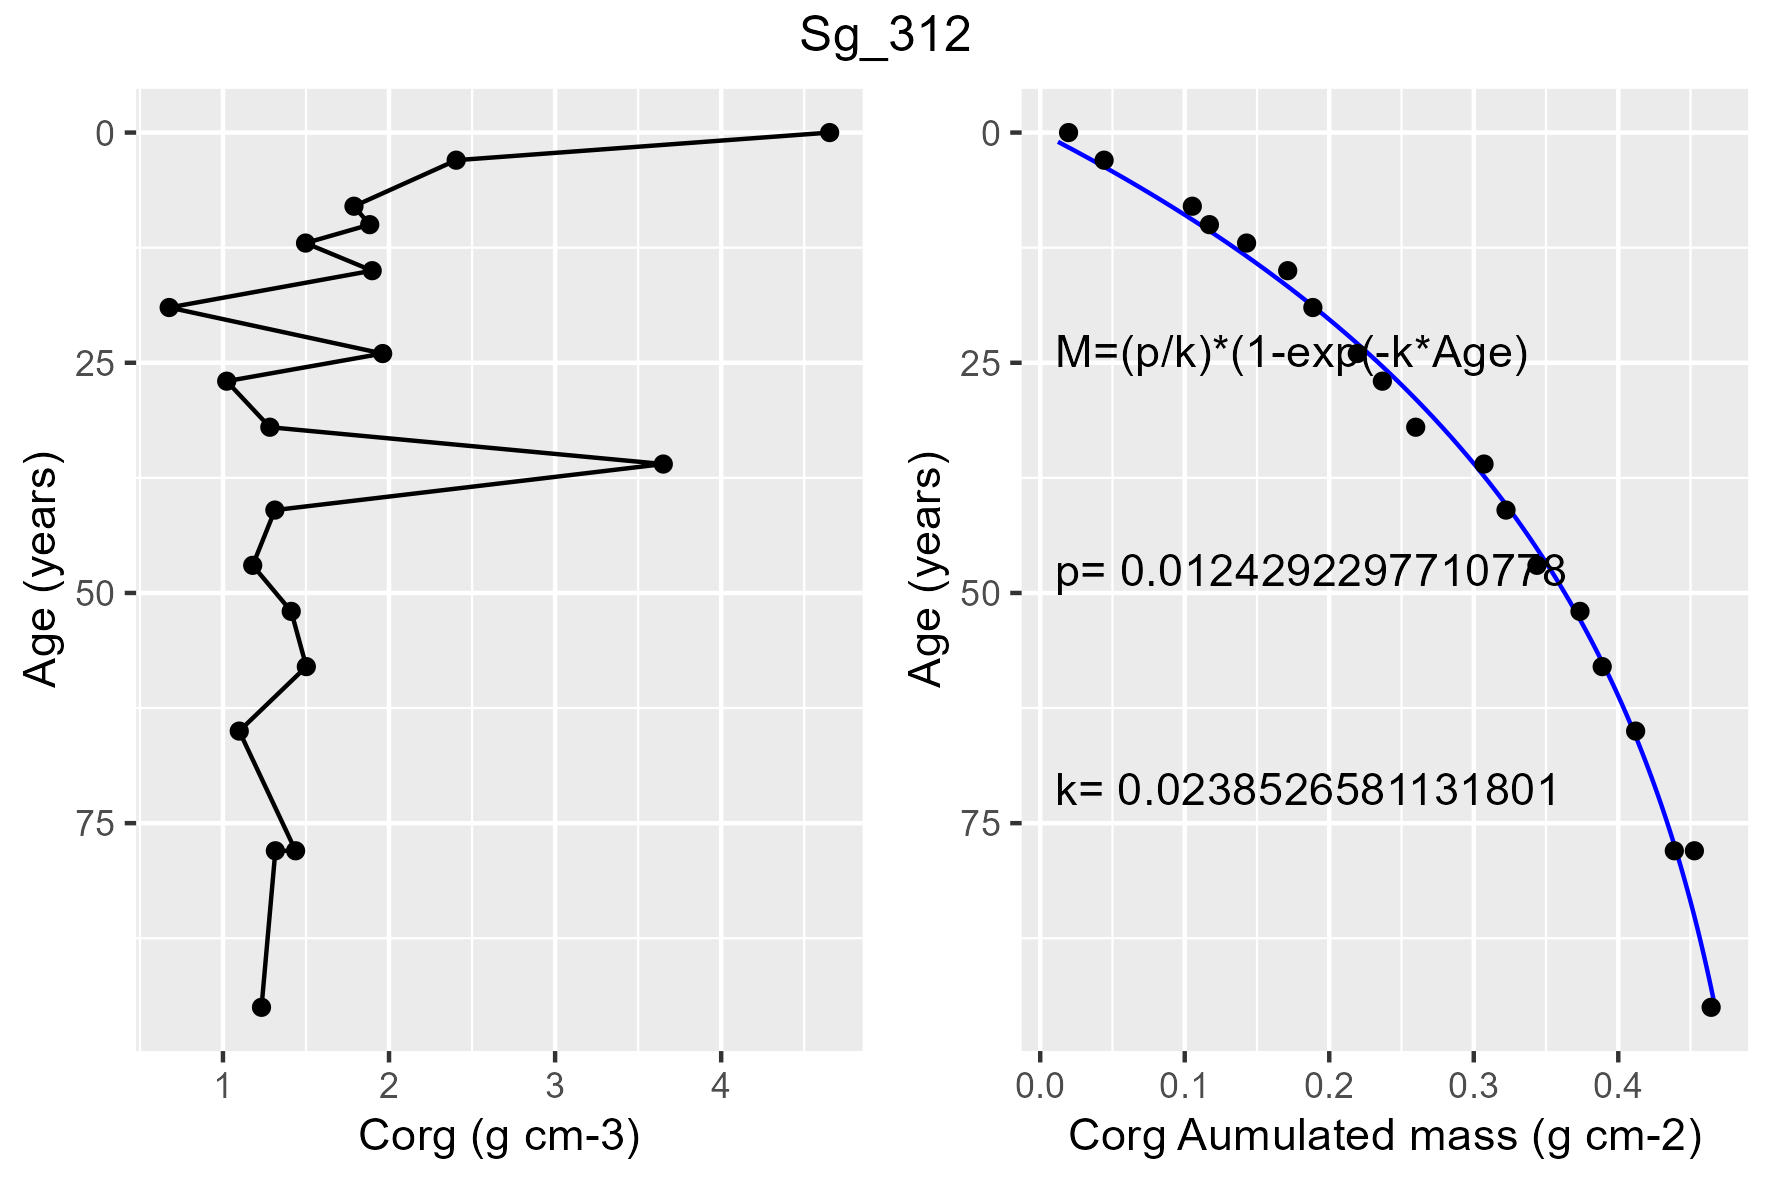 Sg_312
0
25
50
75
Age (years)
1 2 3 4
Corg (g cm-3)
0
25
50
75
Age (years)
M=(p/k)*(1-exp(-k*Age)
p= 0.0124292297710778
k= 0.0238526581131801
0.0 0.1 0.2 0.3 0.4
Corg Aumulated mass (g cm-2)